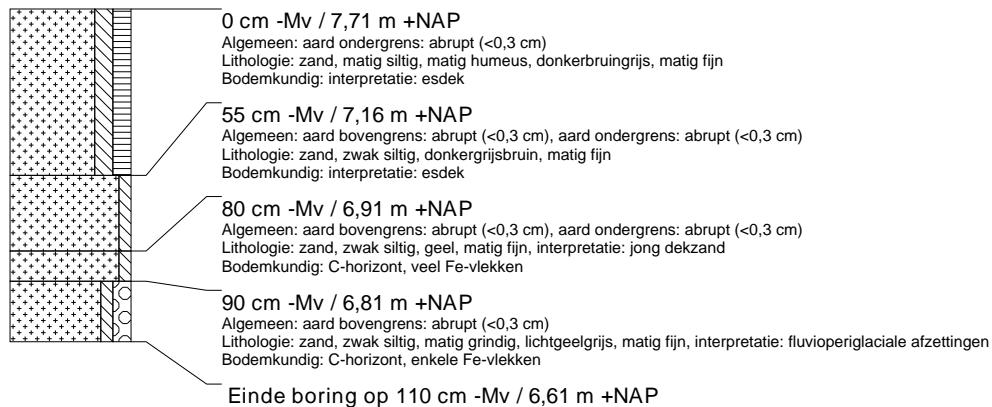 0 cm -Mv / 7,71 m +NAP
Algemeen: aard ondergrens: abrupt (<0,3 cm)
Lithologie: zand, matig siltig, matig humeus, donkerbruingrijs, matig fijn
Bodemkundig: interpretatie: esdek
55 cm -Mv / 7,16 m +NAP
Algemeen: aard bovengrens: abrupt (<0,3 cm), aard ondergrens: abrupt (<0,3 cm)
Lithologie: zand, zwak siltig, donkergrijsbruin, matig fijn
Bodemkundig: interpretatie: esdek
80 cm -Mv / 6,91 m +NAP
Algemeen: aard bovengrens: abrupt (<0,3 cm), aard ondergrens: abrupt (<0,3 cm)
Lithologie: zand, zwak siltig, geel, matig fijn, interpretatie: jong dekzand
Bodemkundig: C-horizont, veel Fe-vlekken
90 cm -Mv / 6,81 m +NAP
Algemeen: aard bovengrens: abrupt (<0,3 cm)
Lithologie: zand, zwak siltig, matig grindig, lichtgeelgrijs, matig fijn, interpretatie: fluvioperiglaciale afzettingen
Bodemkundig: C-horizont, enkele Fe-vlekken
Einde boring op 110 cm -Mv / 6,61 m +NAP